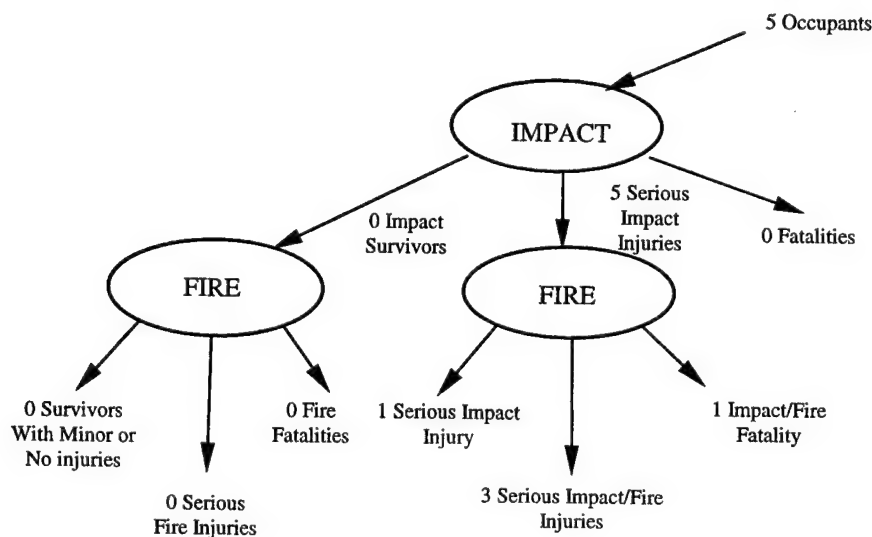 5 Occupants
IMPACT
0 Impact
Survivors
5 Serious
Impact
Injuries
0 Fatalities
FIRE
FIRE
0 Survivors
With Minor or
No injuries
0 Serious
Fire Injuries
0 Fire
Fatalities
1 Serious Impact
Injury
3 Serious Impact/Fire
Injuries
1 Impact/Fire
Fatality